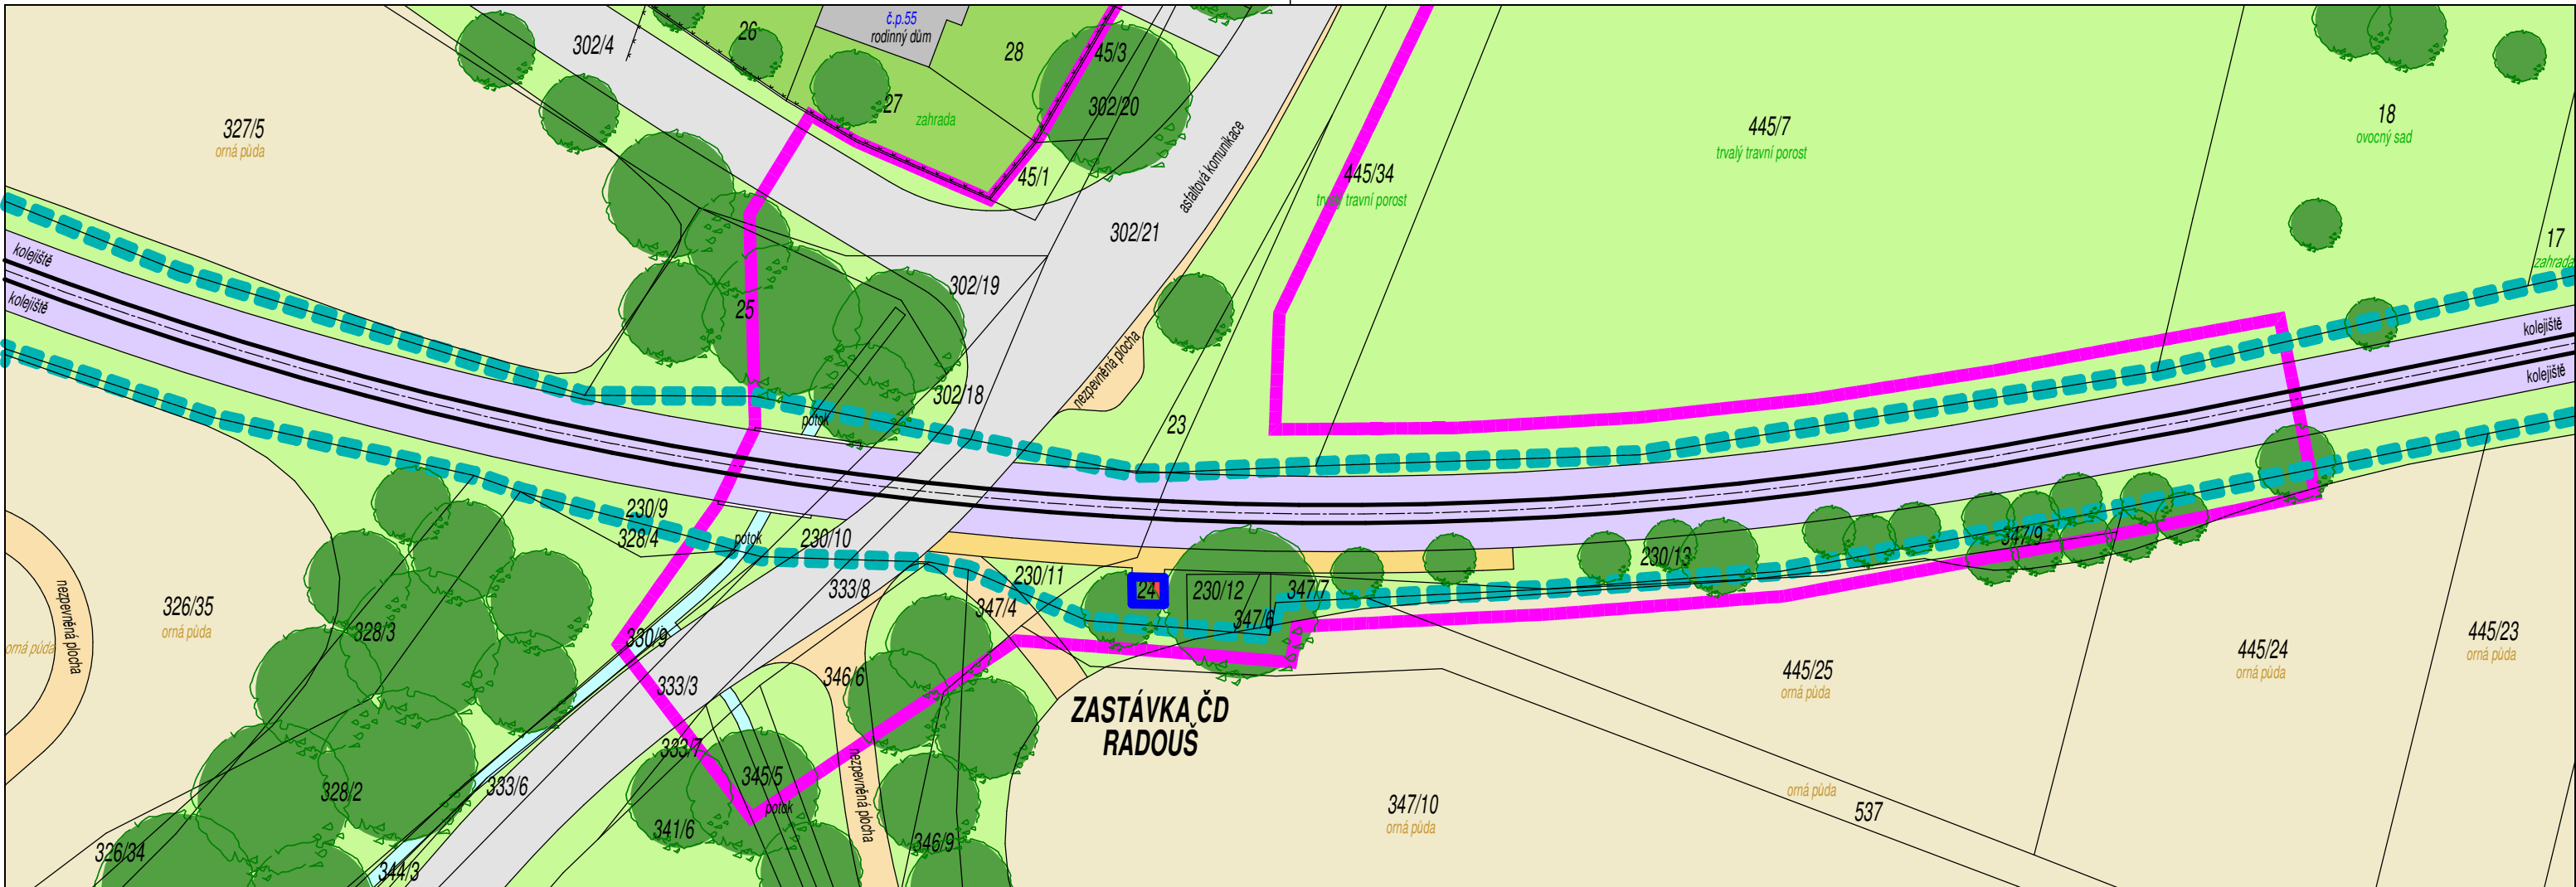 č.p.55
rodinný dům
26
302/4
28
45/3
27
302/20
zahrada
327/5
orná půda
445/7
trvalý travní porost
18
ovocný sad
asfaltová komunikace
45/1
445/34
trvalý travní porost
302/21
17
zahrada
kolejiště
kolejiště
302/19
25
kolejiště
kolejiště
nezpevněná plocha
302/18
potok
23
230/9
328/4
potok
230/10
347/9
230/13
333/8
230/11
24
230/12
347/7
347/4
347/6
nezpevněná plocha
326/35
orná půda
orná půda
328/3
330/9
333/3
346/6
445/25
orná půda
445/24
orná půda
445/23
orná půda
ZASTÁVKA ČD
RADOUŠ
333/7
345/5
potok
nezpevněná plocha
333/6
328/2
341/6
346/9
347/10
orná půda
orná půda
537
326/34
344/3